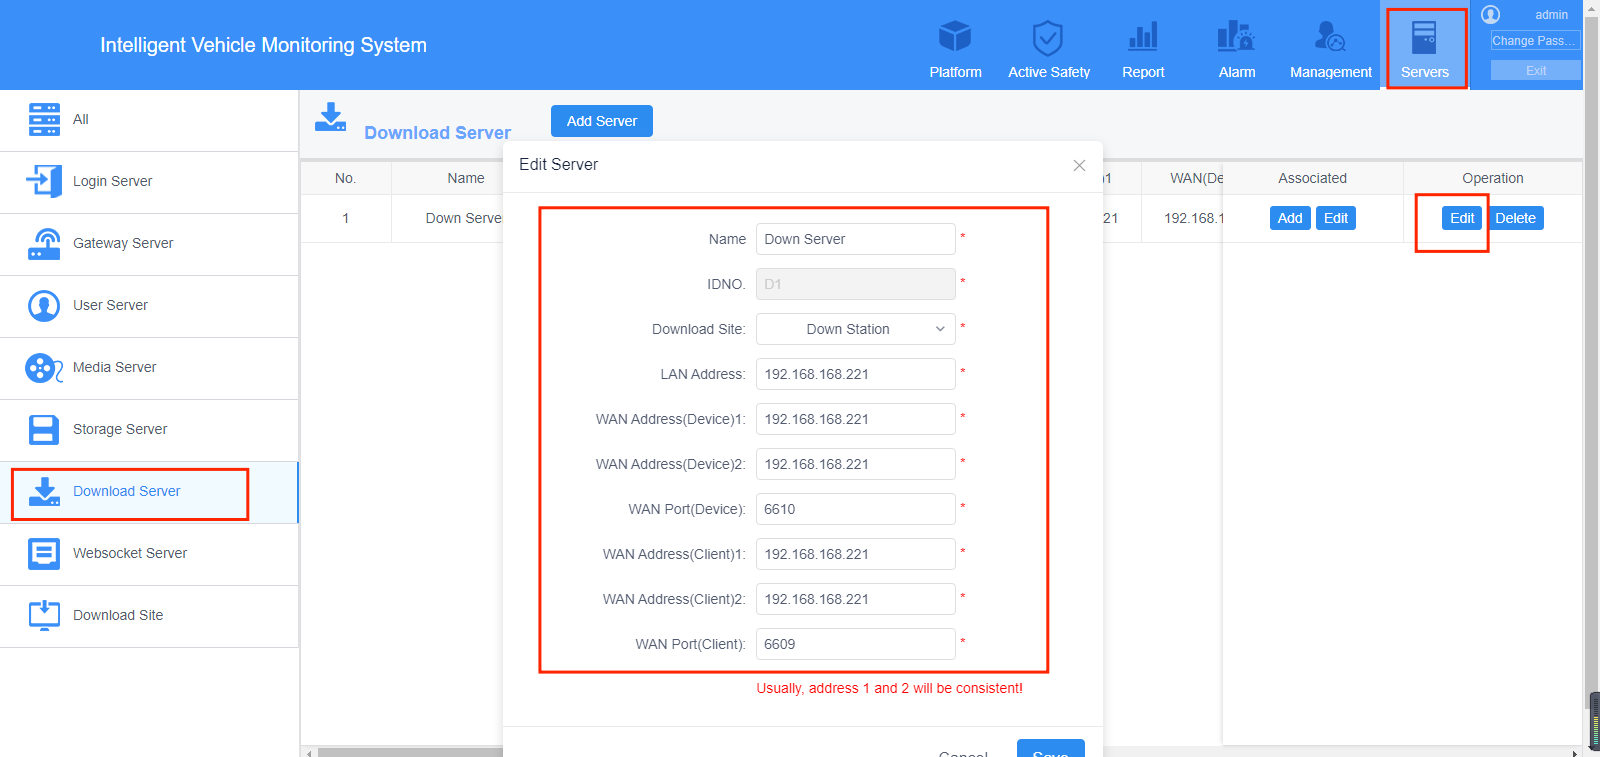 Intelligent Vehicle Monitoring System
Platform
Active Safety
Report
Alarm
Management
Servers
admin
Change Pass...
Exit
All
Login Server
Gateway Server
User Server
Media Server
Storage Server
Download Server
Websocket Server
Download Site
Download Server
Add Server
No. Name )1 WAN(De Associated Operation
1 Down Serve 21 192.168.1 Add Edit Edit Delete
Edit Server
Name Down Server *
IDNO. D1 *
Download Site: Down Station *
LAN Address: 192.168.168.221 *
WAN Address(Device)1: 192.168.168.221 *
WAN Address(Device)2: 192.168.168.221 *
WAN Port(Device): 6610 *
WAN Address(Client)1: 192.168.168.221 *
WAN Address(Client)2: 192.168.168.221 *
WAN Port(Client): 6609 *
Usually, address 1 and 2 will be consistent!
Cancel Save